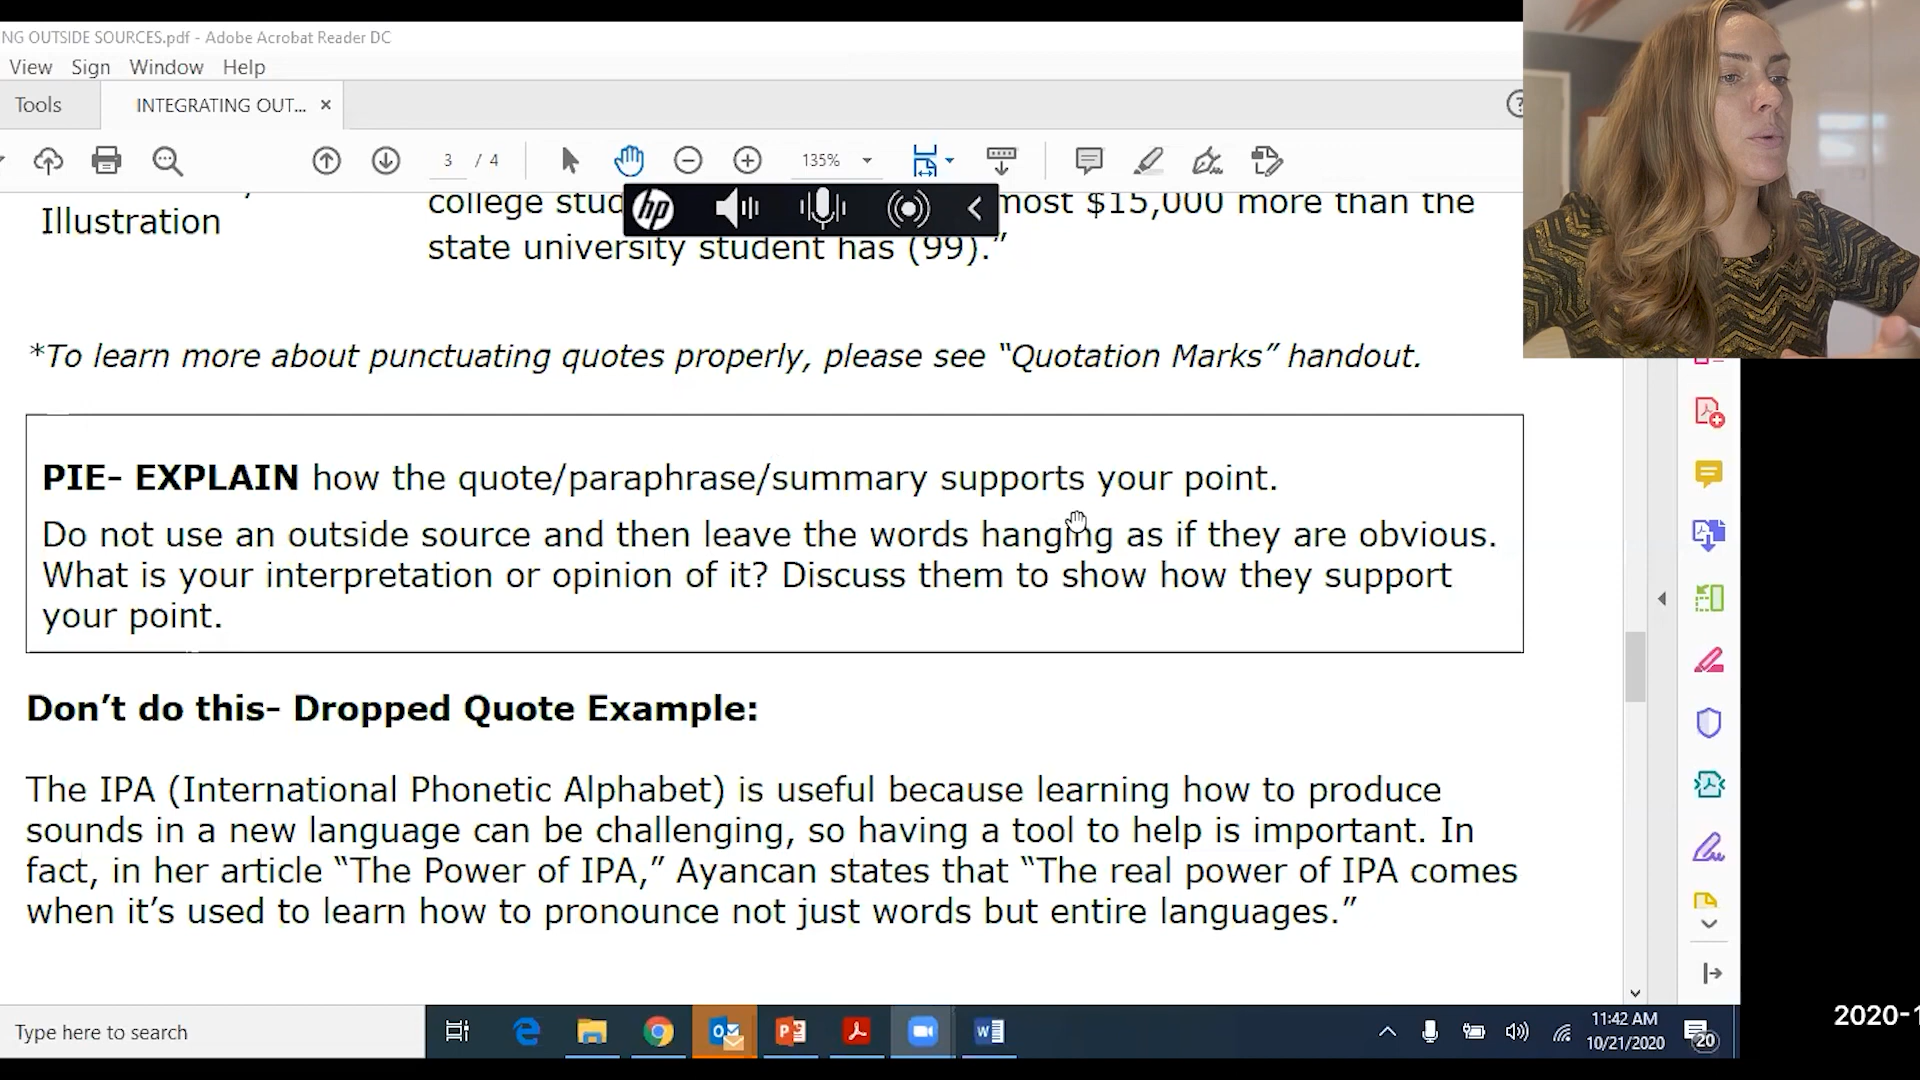 NG OUTSIDE SOURCES.pdf - Adobe Acrobat Reader DC
View Sign Window Help
Tools INTEGRATING OUT... ×
3 / 4 135%
hp
Illustration
college stud most $15,000 more than the
state university student has (99).”
*To learn more about punctuating quotes properly, please see “Quotation Marks” handout.
PIE- EXPLAIN how the quote/paraphrase/summary supports your point.
Do not use an outside source and then leave the words hanging as if they are obvious.
What is your interpretation or opinion of it? Discuss them to show how they support
your point.
Don’t do this- Dropped Quote Example:
The IPA (International Phonetic Alphabet) is useful because learning how to produce
sounds in a new language can be challenging, so having a tool to help is important. In
fact, in her article “The Power of IPA,” Ayancan states that “The real power of IPA comes
when it’s used to learn how to pronounce not just words but entire languages.”
Type here to search
11:42 AM
10/21/2020
20
2020-1